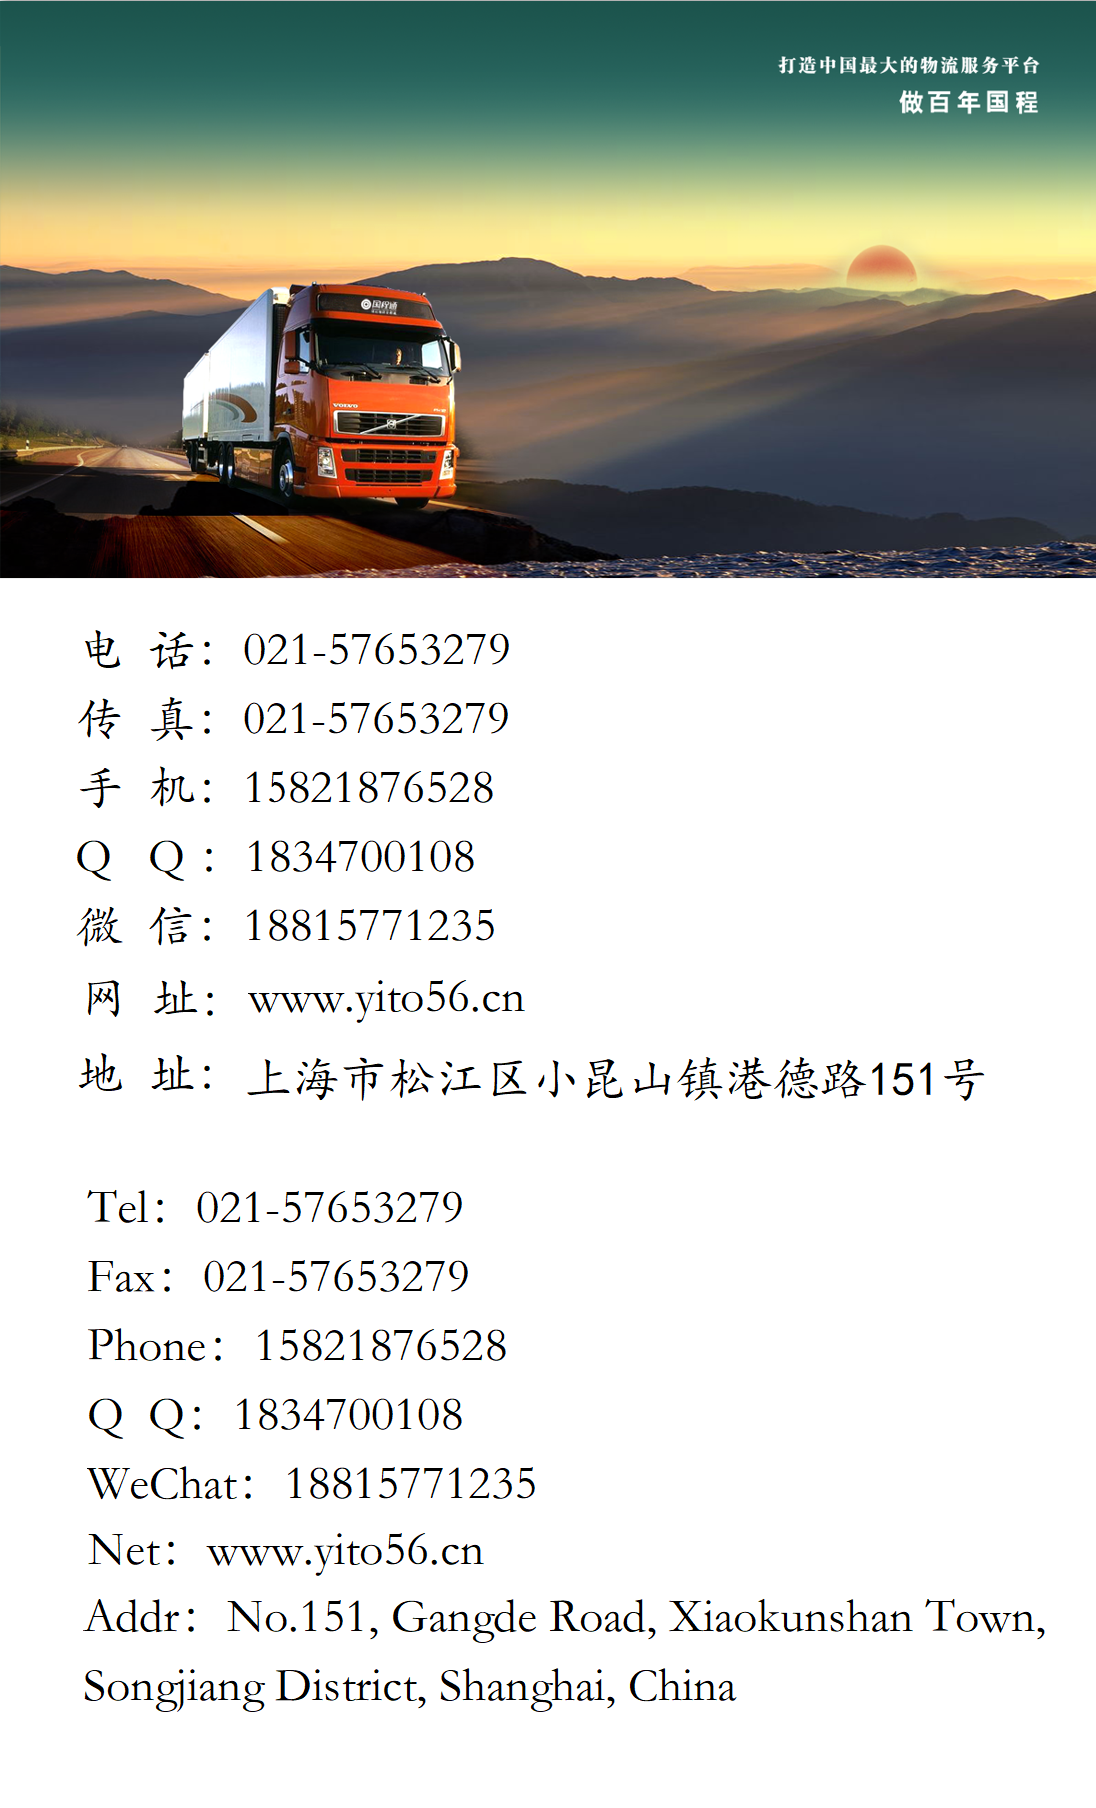 打造中国最大的物流服务平台
做百年国程
国程通
VOLVO
电 话：021-57653279
传 真：021-57653279
手 机：15821876528
Q Q：1834700108
微 信：18815771235
网 址：www.yito56.cn
地 址：上海市松江区小昆山镇港德路151号
Tel：021-57653279
Fax：021-57653279
Phone：15821876528
Q Q：1834700108
WeChat：18815771235
Net：www.yito56.cn
Addr：No.151, Gangde Road, Xiaokunshan Town,
Songjiang District, Shanghai, China